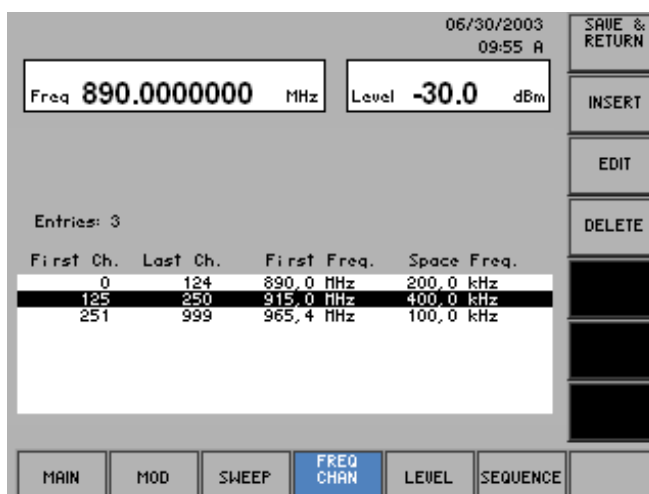 06/30/2003
09:55 A
SAVE &
RETURN
Freq 890.0000000 MHz
Level -30.0 dBm
INSERT
EDIT
Entries: 3
DELETE
First Ch. Last Ch. First Freq. Space Freq.
0 124 890,0 MHz 200,0 kHz
125 250 915,0 MHz 400,0 kHz
251 999 965,4 MHz 100,0 kHz
MAIN
MOD
SWEEP
FREQ
CHAN
LEVEL
SEQUENCE